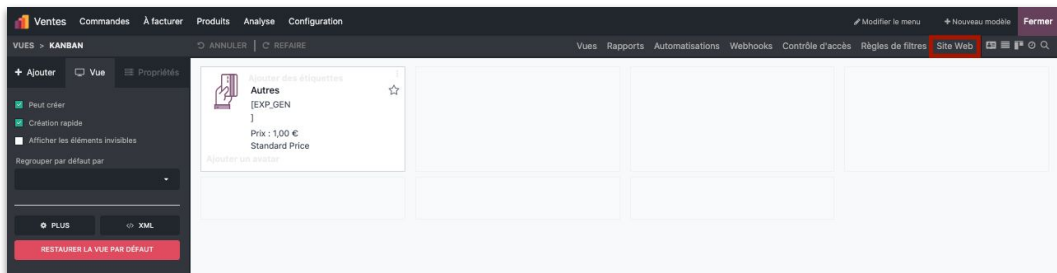 Ventes Commandes À facturer Produits Analyse Configuration Modifier le menu + Nouveau modèle Fermer
VUES > KANBAN ANNULER | REFAIRE Vues Rapports Automatisations Webhooks Contrôle d'accès Règles de filtres Site Web
+ Ajouter Vue Propriétés
Peut créer
Création rapide
Afficher les éléments invisibles
Regrouper par défaut par
PLUS </> XML
RESTAURER LA VUE PAR DÉFAUT
Ajouter des étiquettes
Autres
[EXP_GEN
]
Prix : 1,00 €
Standard Price
Ajouter un avatar